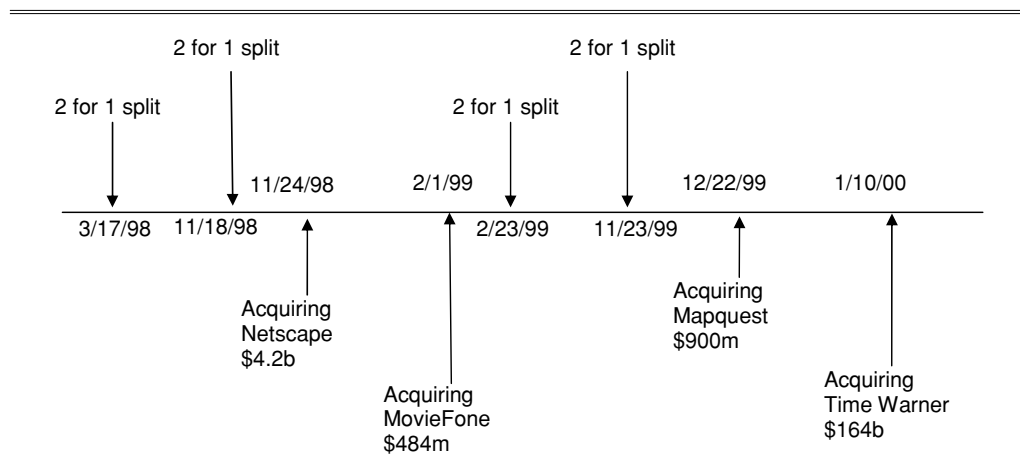 2 for 1 split
2 for 1 split
2 for 1 split
2 for 1 split
11/24/98
2/1/99
12/22/99
1/10/00
3/17/98
11/18/98
2/23/99
11/23/99
Acquiring
Netscape
$4.2b
Acquiring
MovieFone
$484m
Acquiring
Mapquest
$900m
Acquiring
Time Warner
$164b